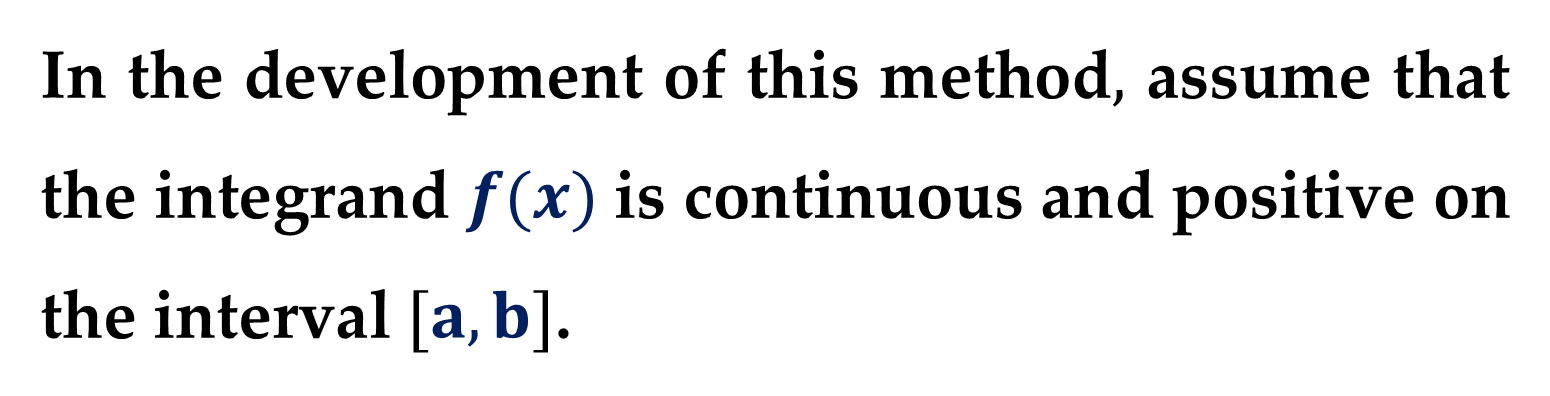 In the development of this method, assume that
the integrand f(x) is continuous and positive on
the interval [a, b].